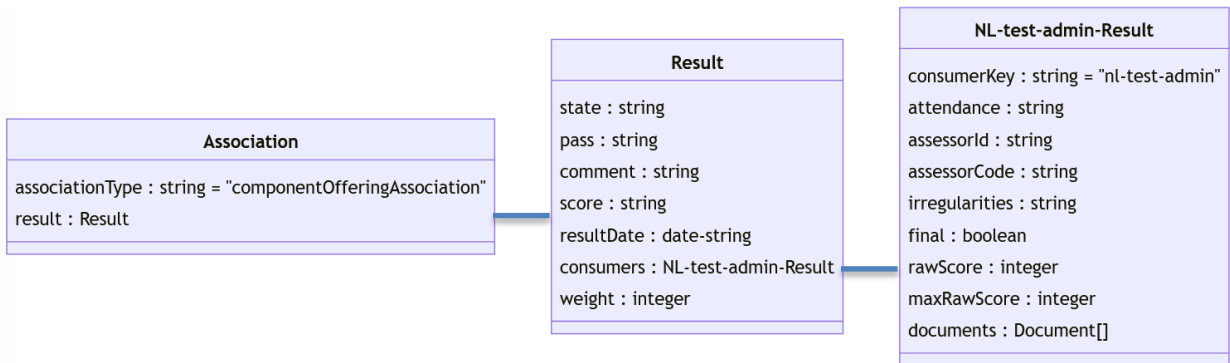 Association
associationType : string = "componentOfferingAssociation"
result : Result
Result
state : string
pass : string
comment : string
score : string
resultDate : date-string
consumers : NL-test-admin-Result
weight : integer
NL-test-admin-Result
consumerKey : string = "nl-test-admin"
attendance : string
assessorId : string
assessorCode : string
irregularities : string
final : boolean
rawScore : integer
maxRawScore : integer
documents : Document[]